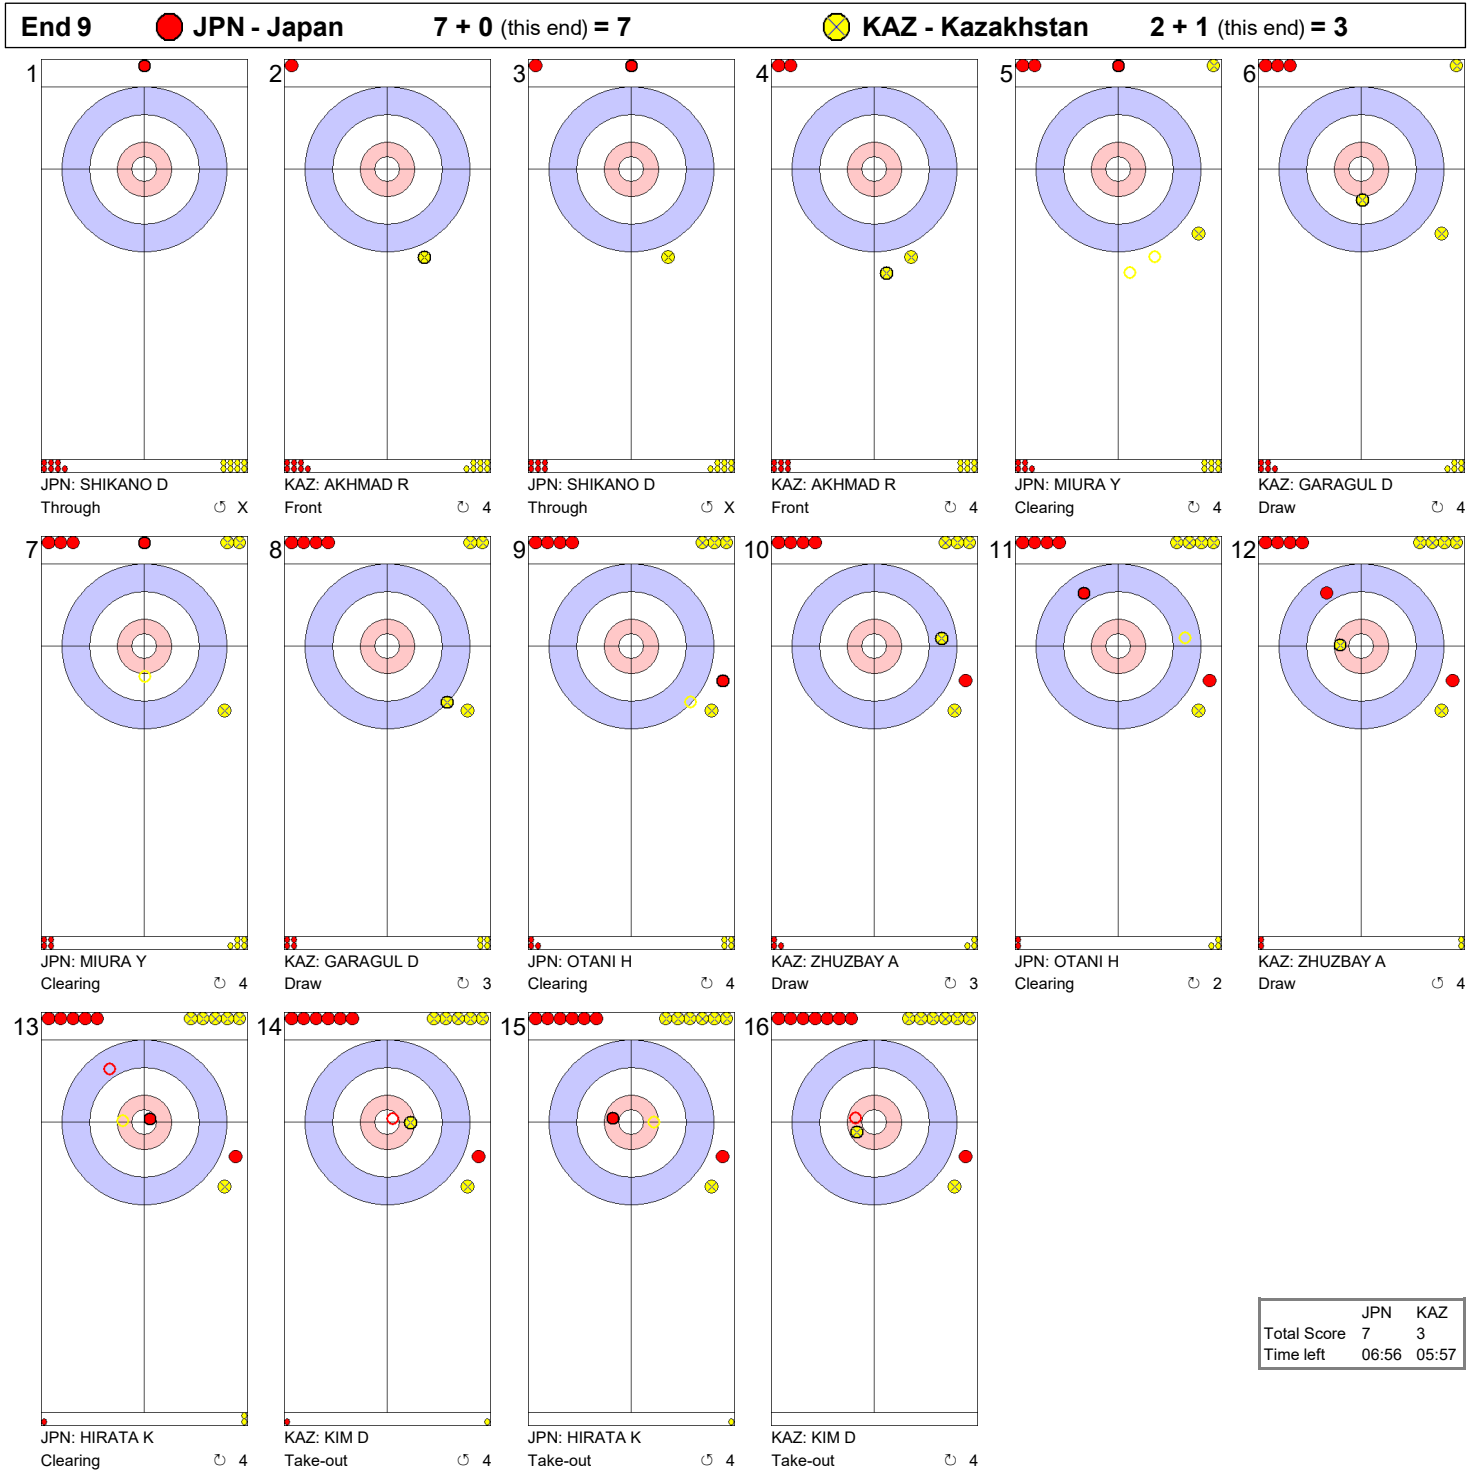 End 9 JPN - Japan 7 + 0 (this end) = 7 KAZ - Kazakhstan 2 + 1 (this end) = 3
1 2 3 4 5 6
JPN: SHIKANO D KAZ: AKHMAD R JPN: SHIKANO D KAZ: AKHMAD R JPN: MIURA Y KAZ: GARAGUL D
Through ↺ X Front ↻ 4 Through ↺ X Front ↻ 4 Clearing ↺ 4 Draw ↻ 4
7 8 9 10 11 12
JPN: MIURA Y KAZ: GARAGUL D JPN: OTANI H KAZ: ZHUZBAY A JPN: OTANI H KAZ: ZHUZBAY A
Clearing ↻ 4 Draw ↻ 3 Clearing ↻ 4 Draw ↻ 3 Clearing ↻ 2 Draw ↺ 4
13 14 15 16
JPN: HIRATA K KAZ: KIM D JPN: HIRATA K KAZ: KIM D
Clearing ↻ 4 Take-out ↺ 4 Take-out ↺ 4 Take-out ↻ 4
JPN KAZ
Total Score 7 3
Time left 06:56 05:57